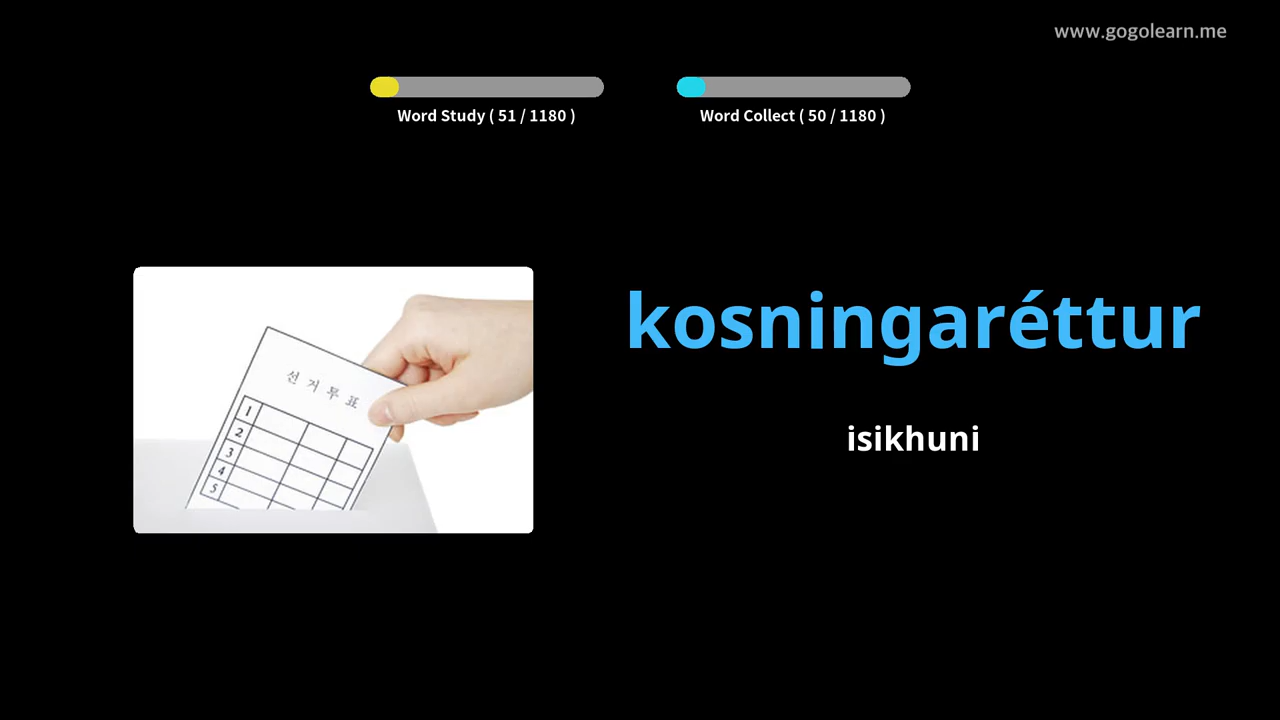 www.gogolearn.me
Word Study ( 51 / 1180 )
Word Collect ( 50 / 1180 )
kosningaréttur
isikhuni
선거투표
1
2
3
4
5